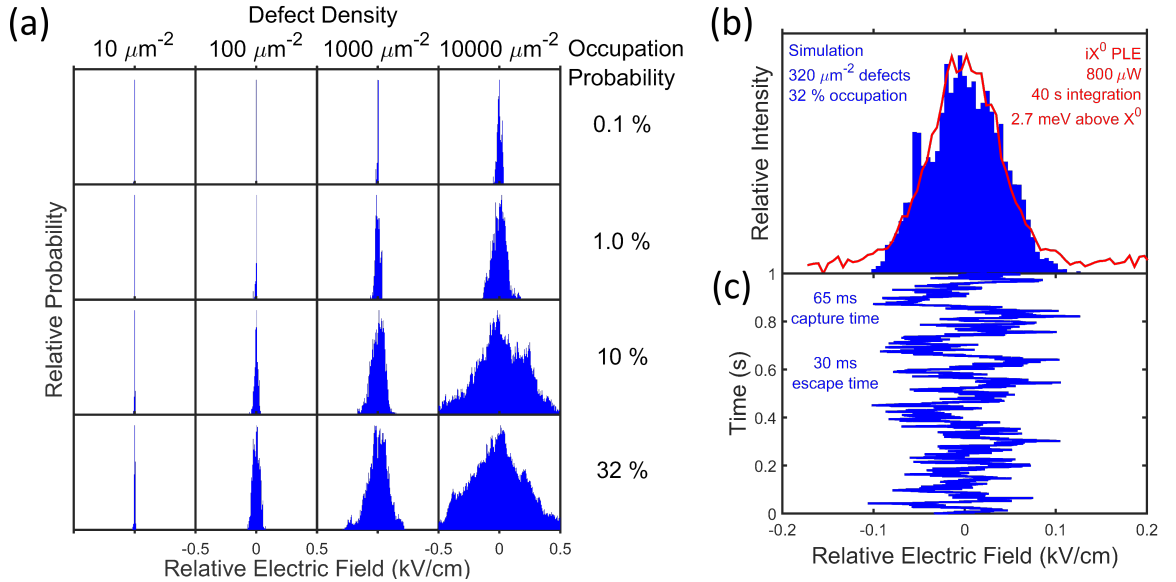 (a)
Defect Density
10 μm⁻² 100 μm⁻² 1000 μm⁻² 10000 μm⁻²
Occupation
Probability
0.1 %
1.0 %
10 %
32 %
Relative Probability
-0.5 0 0.5 0 0.5 -0.5 0 0.5
Relative Electric Field (kV/cm)
(b)
Simulation
320 μm⁻² defects
32 % occupation
iX⁰ PLE
800 μW
40 s integration
2.7 meV above X⁰
Relative Intensity
(c)
65 ms
capture time
30 ms
escape time
Time (s)
1
0.8
0.6
0.4
0.2
0
-0.2 -0.1 0 0.1 0.2
Relative Electric Field (kV/cm)